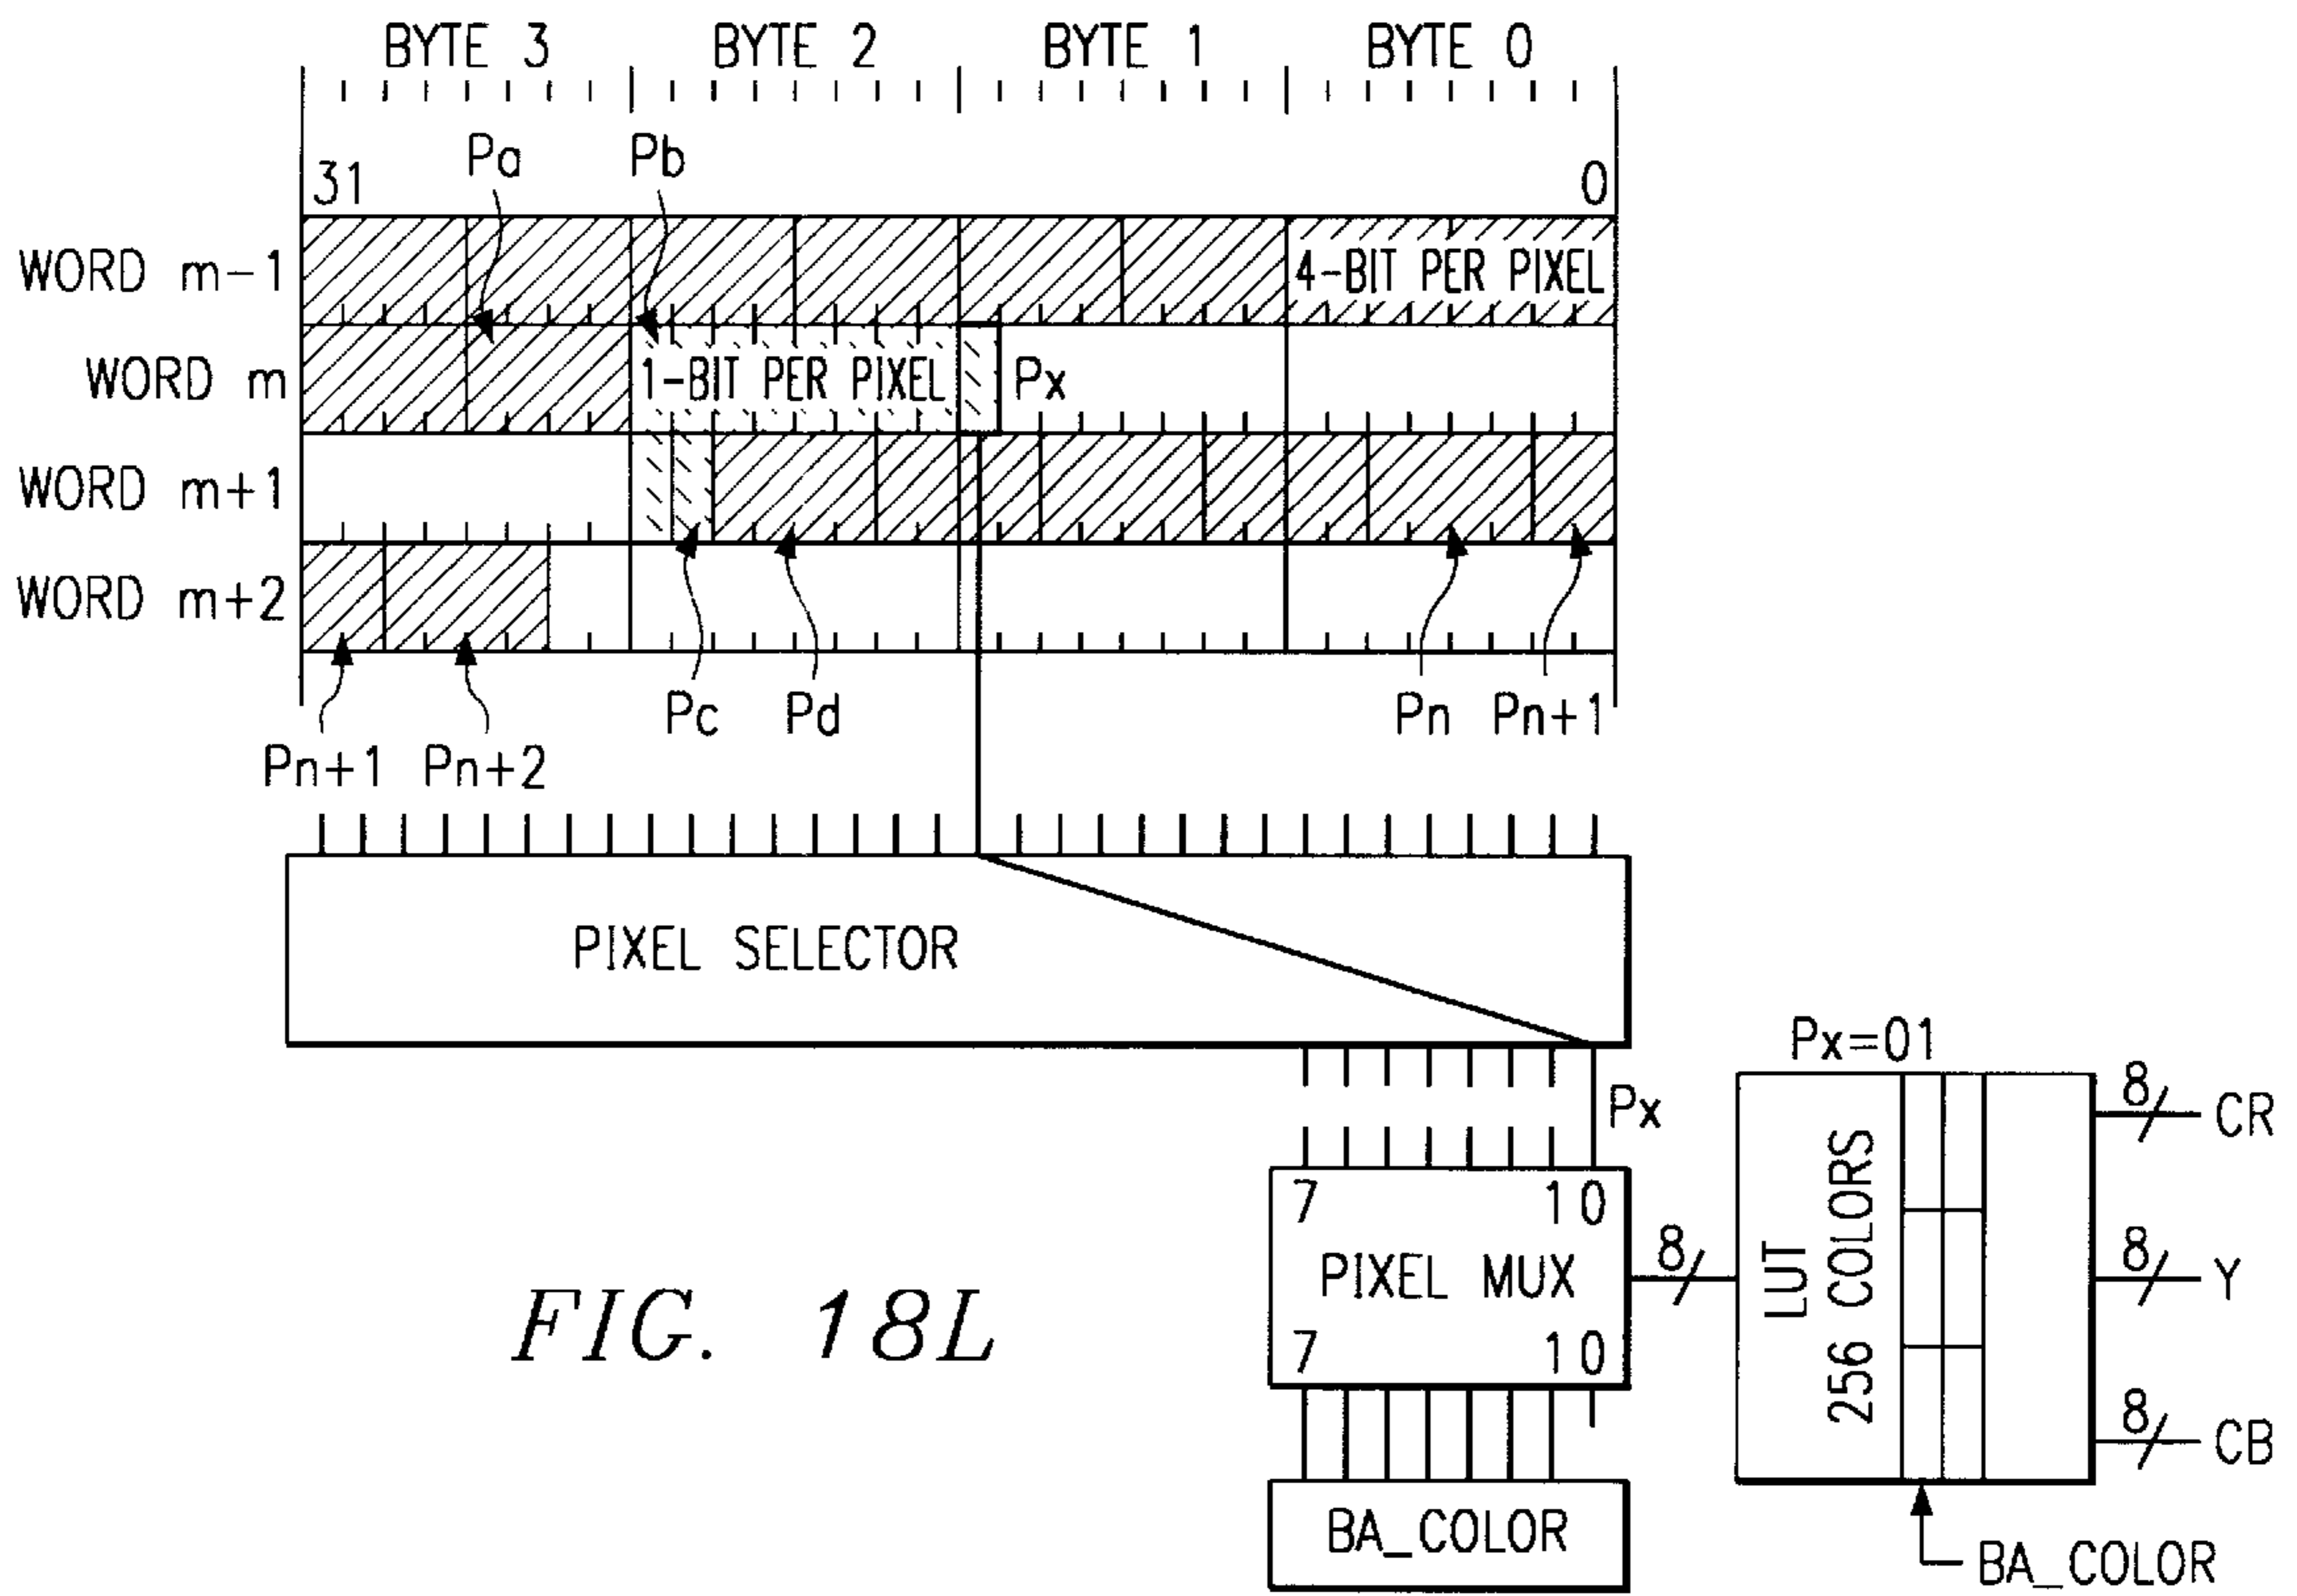 BYTE 3 BYTE 2 BYTE 1 BYTE 0
Pa Pb
31 0
WORD m-1 4-BIT PER PIXEL
WORD m 1-BIT PER PIXEL Px
WORD m+1
WORD m+2
Pc Pd Pn Pn+1
Pn+1 Pn+2
PIXEL SELECTOR
Px=01
Px
8 CR
7 1 0
LUT
256 COLORS
PIXEL MUX 8
8 Y
7 1 0
8 CB
FIG. 18L
BA_COLOR
BA_COLOR